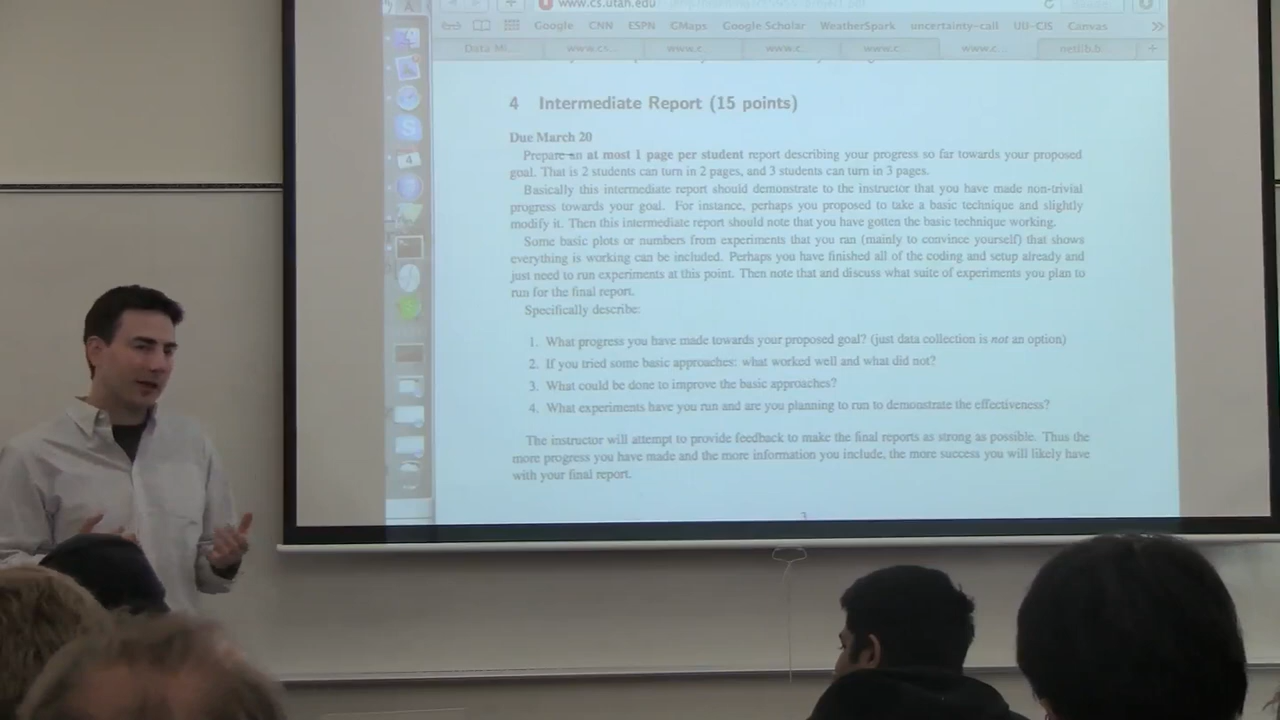 www.cs.utah.edu
Google CNN ESPN GMaps Google Scholar WeatherSpark uncertainty-call UU-CIS Canvas
Data Mi... www.cs... www.c... www.c... www.c... www.c... netlib.b...
4 Intermediate Report (15 points)
Due March 20
Prepare an at most 1 page per student report describing your progress so far towards your proposed
goal. That is 2 students can turn in 2 pages, and 3 students can turn in 3 pages.
Basically this intermediate report should demonstrate to the instructor that you have made non-trivial
progress towards your goal. For instance, perhaps you proposed to take a basic technique and slightly
modify it. Then this intermediate report should note that you have gotten the basic technique working.
Some basic plots or numbers from experiments that you ran (mainly to convince yourself) that shows
everything is working can be included. Perhaps you have finished all of the coding and setup already and
just need to run experiments at this point. Then note that and discuss what suite of experiments you plan to
run for the final report.
Specifically describe:
1. What progress you have made towards your proposed goal? (just data collection is not an option)
2. If you tried some basic approaches: what worked well and what did not?
3. What could be done to improve the basic approaches?
4. What experiments have you run and are you planning to run to demonstrate the effectiveness?
The instructor will attempt to provide feedback to make the final reports as strong as possible. Thus the
more progress you have made and the more information you include, the more success you will likely have
with your final report.
3